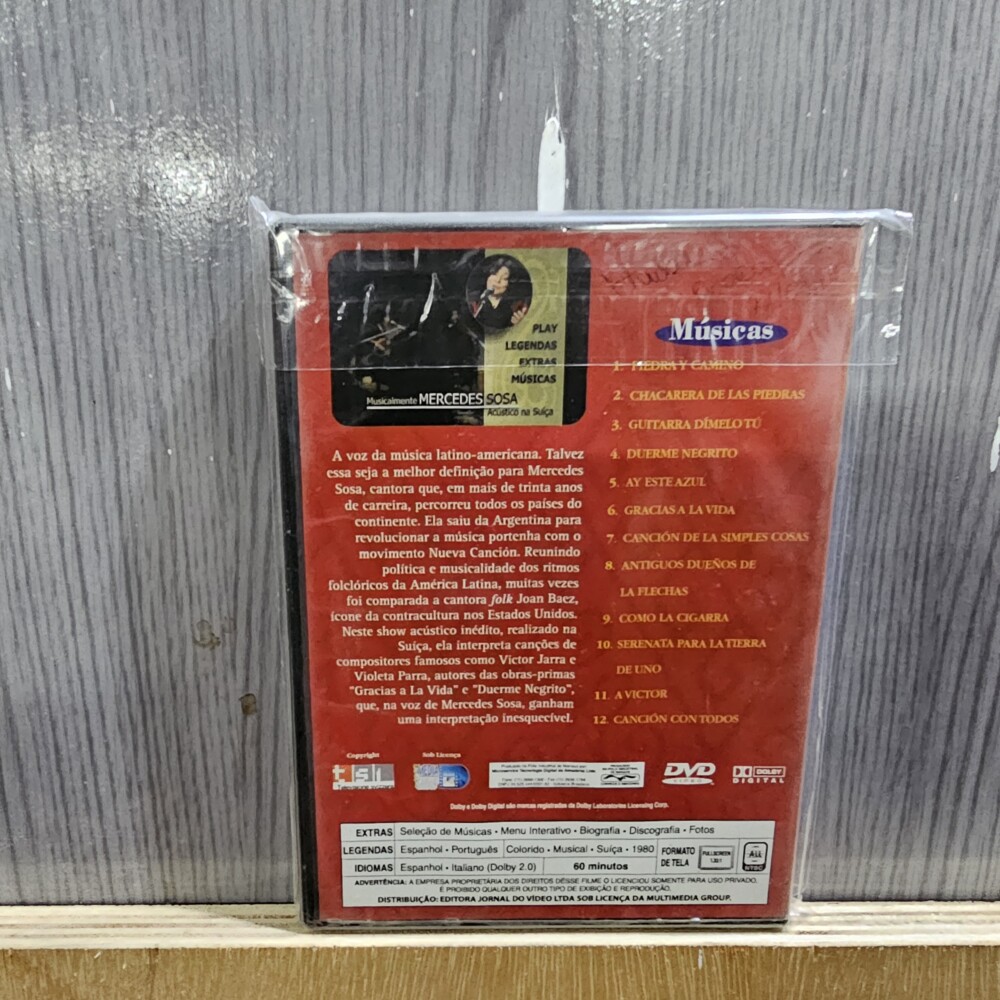 PLAY
LEGENDAS
EXTRAS
MÚSICAS
Musicalmente MERCEDES SOSA
Acústico na Suíça
A voz da música latino-americana. Talvez
essa seja a melhor definição para Mercedes
Sosa, cantora que, em mais de trinta anos
de carreira, percorreu todos os países do
continente. Ela saiu da Argentina para
revolucionar a música portenha com o
movimento Nueva Canción. Reunindo
política e musicalidade dos ritmos
folclóricos da América Latina, muitas vezes
foi comparada a cantora folk Joan Baez,
ícone da contracultura nos Estados Unidos.
Neste show acústico inédito, realizado na
Suíça, ela interpreta canções de
compositores famosos como Victor Jarra e
Violeta Parra, autores das obras-primas
"Gracias a La Vida" e "Duerme Negrito",
que, na voz de Mercedes Sosa, ganham
uma interpretação inesquecível.
Músicas
1. PIEDRA Y CAMINO
2. CHACARERA DE LAS PIEDRAS
3. GUITARRA DÍMELO TÚ
4. DUERME NEGRITO
5. AY ESTE AZUL
6. GRACIAS A LA VIDA
7. CANCIÓN DE LA SIMPLES COSAS
8. ANTIGUOS DUEÑOS DE
LA FLECHAS
9. COMO LA CIGARRA
10. SERENATA PARA LA TIERRA
DE UNO
11. A VICTOR
12. CANCIÓN CON TODOS
Copyright
tsi
Sob Licença
DVD
VIDEO
DOLBY
DIGITAL
Dolby e Dolby Digital são marcas registradas da Dolby Laboratories Licensing Corp.
EXTRAS Seleção de Músicas • Menu Interativo • Biografia • Discografia • Fotos
LEGENDAS Espanhol • Português Colorido • Musical • Suíça • 1980
IDIOMAS Espanhol • Italiano (Dolby 2.0) 60 minutos
FORMATO
DE TELA
FULLSCREEN
ALL
NTSC
ADVERTÊNCIA: A EMPRESA PROPRIETÁRIA DOS DIREITOS DESSE FILME O LICENCIOU SOMENTE PARA USO PRIVADO.
É PROIBIDO QUALQUER OUTRO TIPO DE EXIBIÇÃO E REPRODUÇÃO.
DISTRIBUIÇÃO: EDITORA JORNAL DO VÍDEO LTDA SOB LICENÇA DA MULTIMEDIA GROUP.